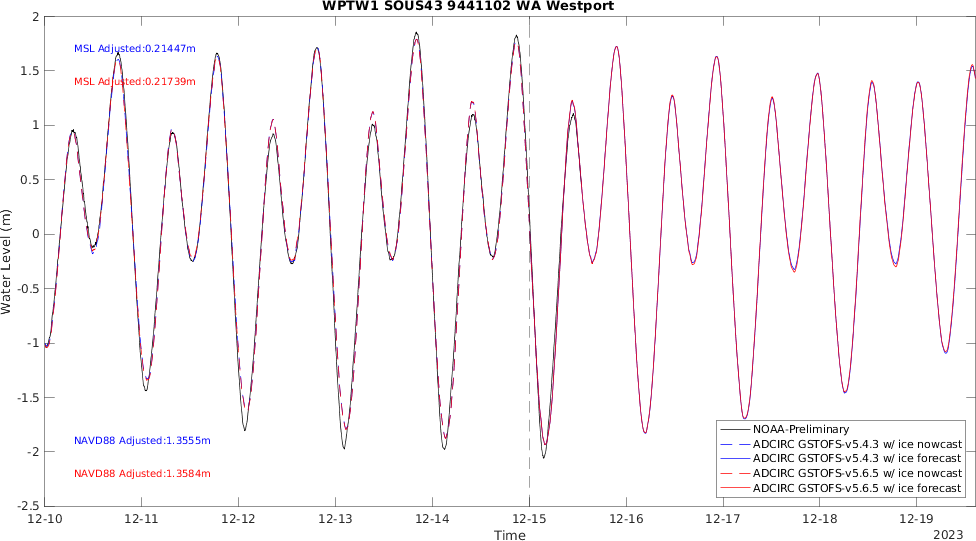 WPTW1 SOUS43 9441102 WA Westport
2
1.5
1
0.5
0
-0.5
-1
-1.5
-2
-2.5
Water Level (m)
MSL Adjusted:0.21447m
MSL Adjusted:0.21739m
NAVD88 Adjusted:1.3555m
NAVD88 Adjusted:1.3584m
NOAA-Preliminary
ADCIRC GSTOFS-v5.4.3 w/ ice nowcast
ADCIRC GSTOFS-v5.4.3 w/ ice forecast
ADCIRC GSTOFS-v5.6.5 w/ ice nowcast
ADCIRC GSTOFS-v5.6.5 w/ ice forecast
12-10 12-11 12-12 12-13 12-14 12-15 12-16 12-17 12-18 12-19
Time
2023